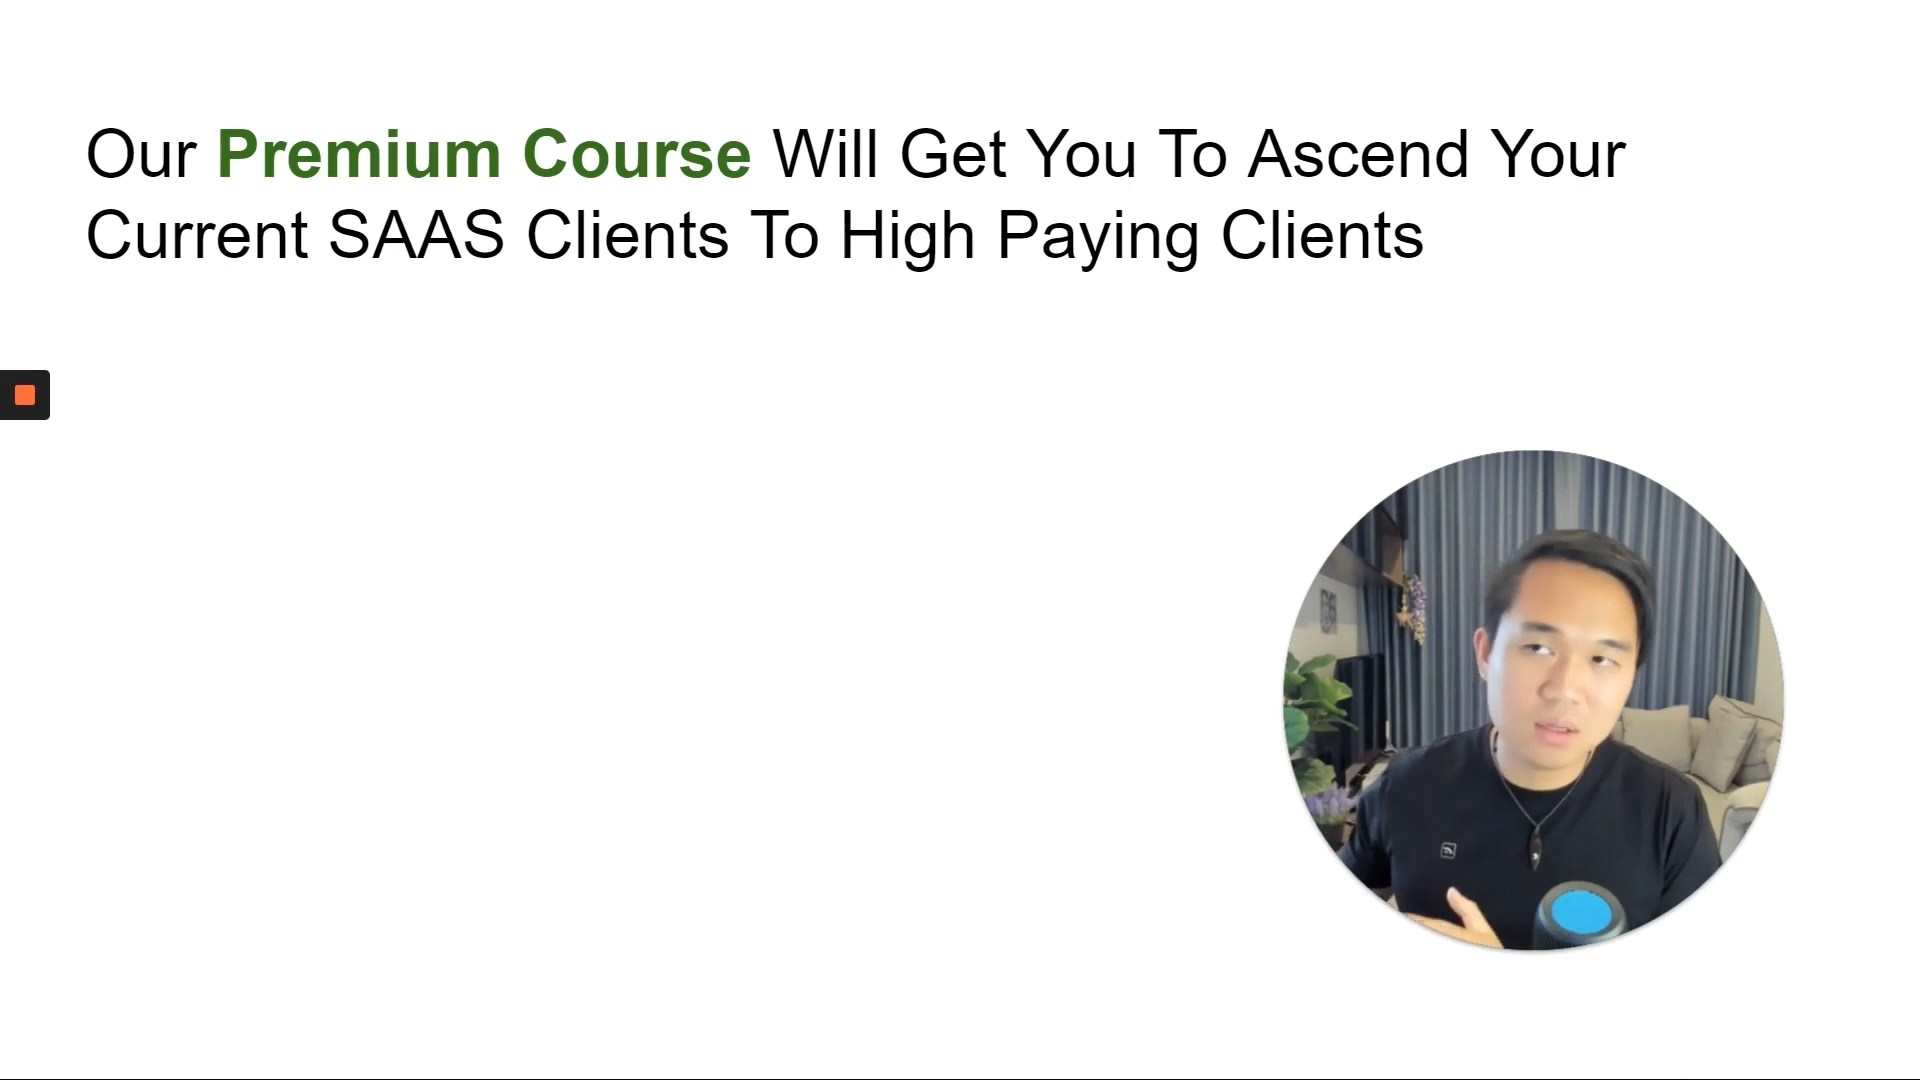 Our Premium Course Will Get You To Ascend Your
Current SAAS Clients To High Paying Clients